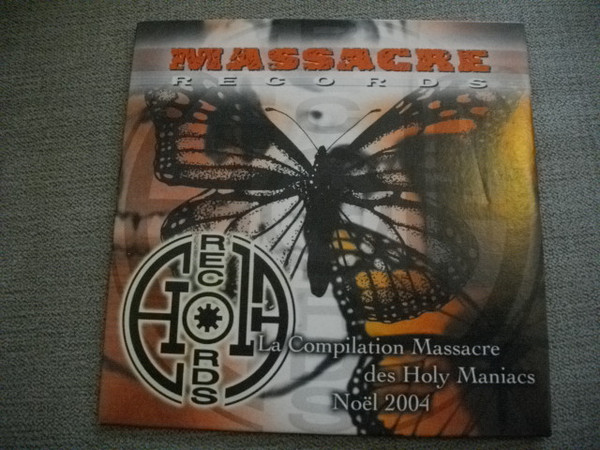 MASSACRE
RECORDS
RECORDS
La Compilation Massacre
des Holy Maniacs
Noël 2004